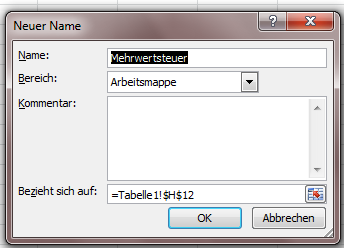 Neuer Name
Name: Mehrwertsteuer
Bereich: Arbeitsmappe
Kommentar:
Bezieht sich auf: =Tabelle1!$H$12
OK Abbrechen